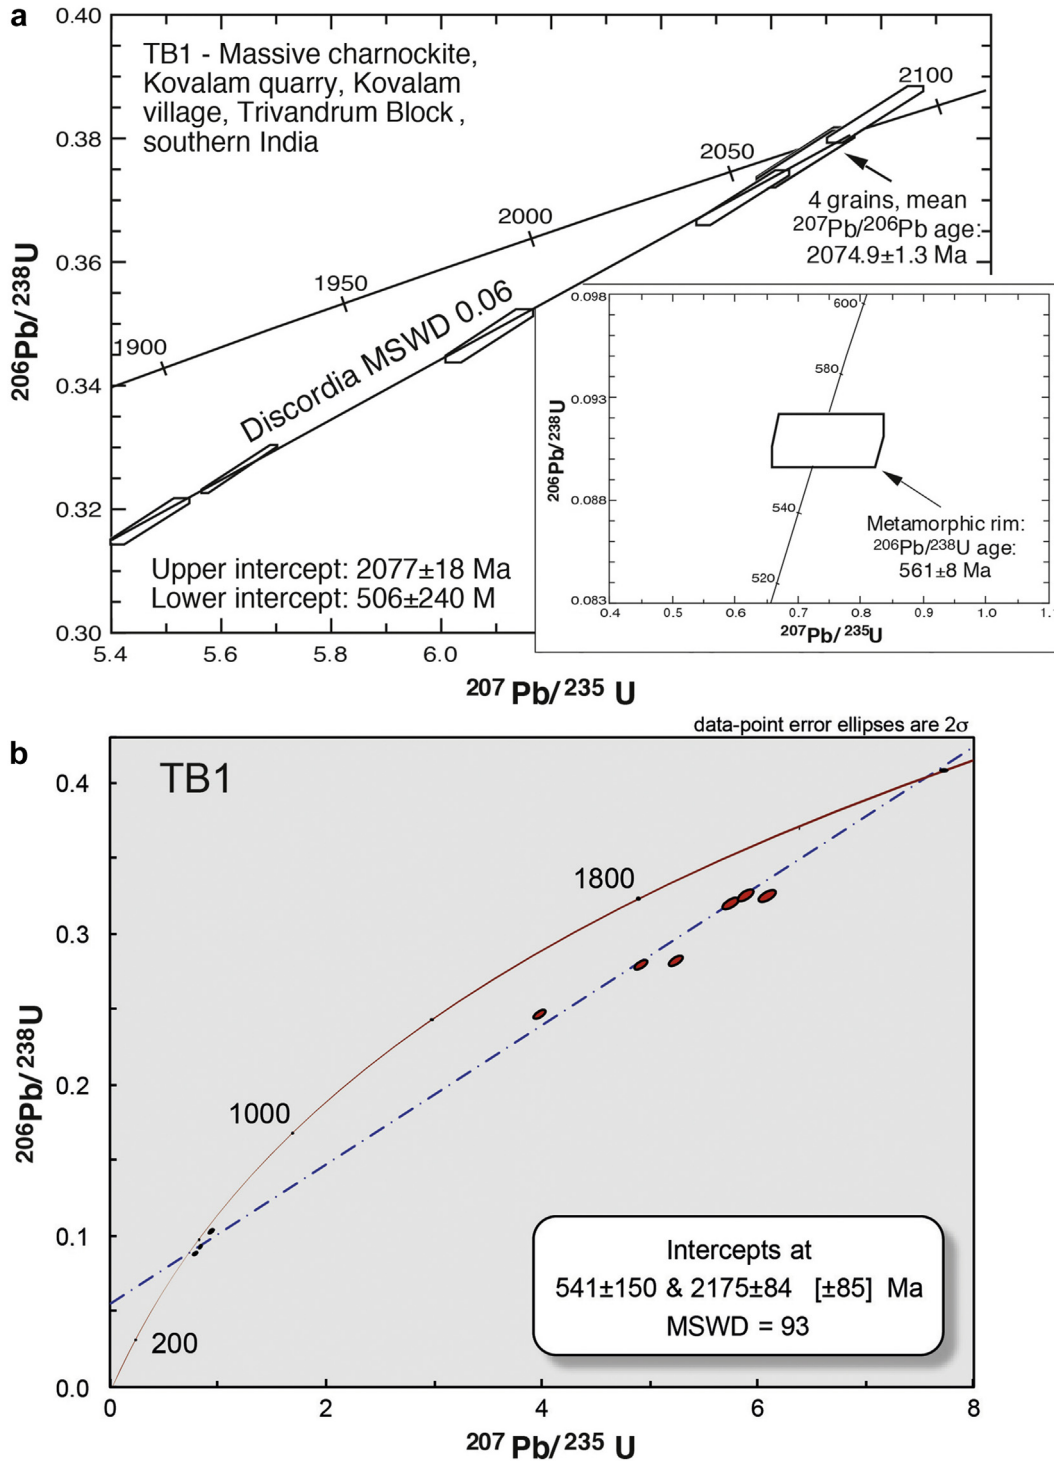 a
0.40
0.38
0.36
0.34
0.32
0.30
206Pb/238U
TB1 - Massive charnockite,
Kovalam quarry, Kovalam
village, Trivandrum Block,
southern India
1900
1950
2000
2050
2100
Discordia MSWD 0.06
4 grains, mean
207Pb/206Pb age:
2074.9±1.3 Ma
Upper intercept: 2077±18 Ma
Lower intercept: 506±240 M
5.4 5.6 5.8 6.0
207 Pb/ 235 U
0.098
0.093
0.088
0.083
206Pb/238U
600
580
540
520
Metamorphic rim:
206Pb/238U age:
561±8 Ma
0.4 0.5 0.6 0.7 0.8 0.9 1.0 1.
207Pb/ 235U
b
data-point error ellipses are 2σ
TB1
0.4
0.3
0.2
0.1
0.0
206Pb/238U
1800
1000
200
Intercepts at
541±150 & 2175±84 [±85] Ma
MSWD = 93
0 2 4 6 8
207 Pb/ 235 U